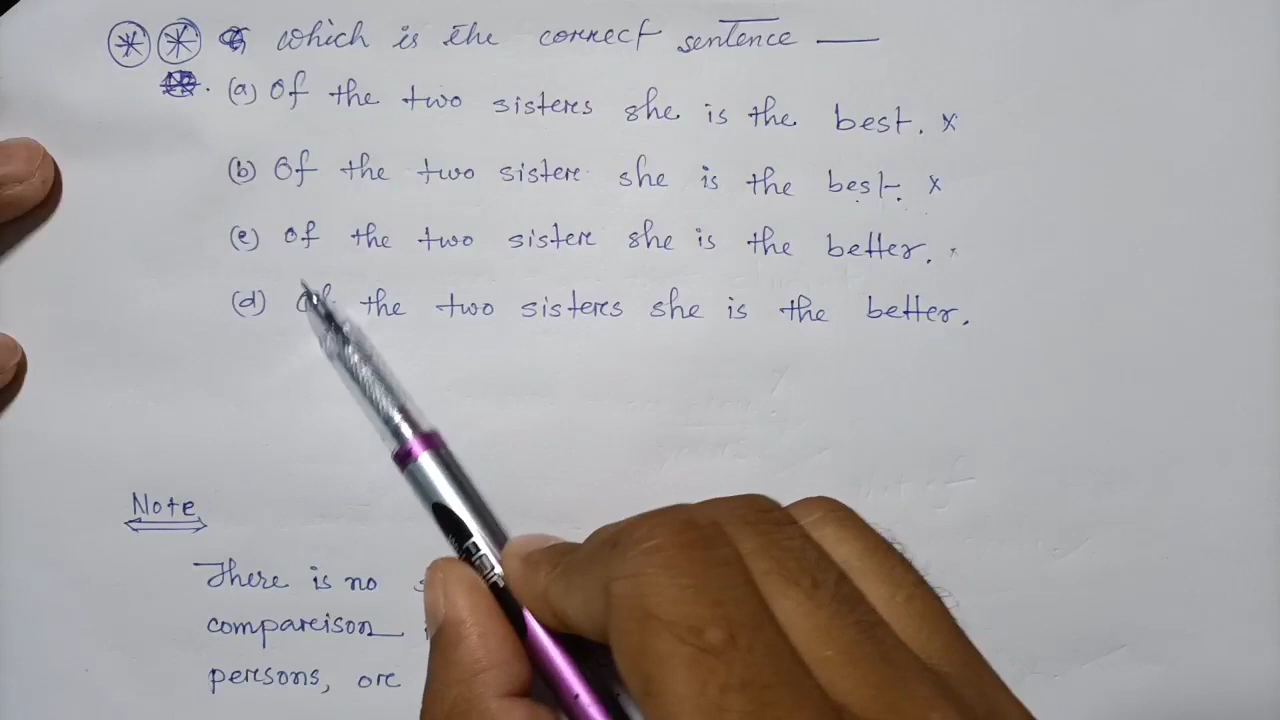 which is the correct sentence —
(a) Of the two sisters she is the best. ×
(b) Of the two sister she is the best. ×
(c) Of the two sister she is the better. ×
(d) Of the two sisters she is the better.
Note
There is no
comparison
persons, or